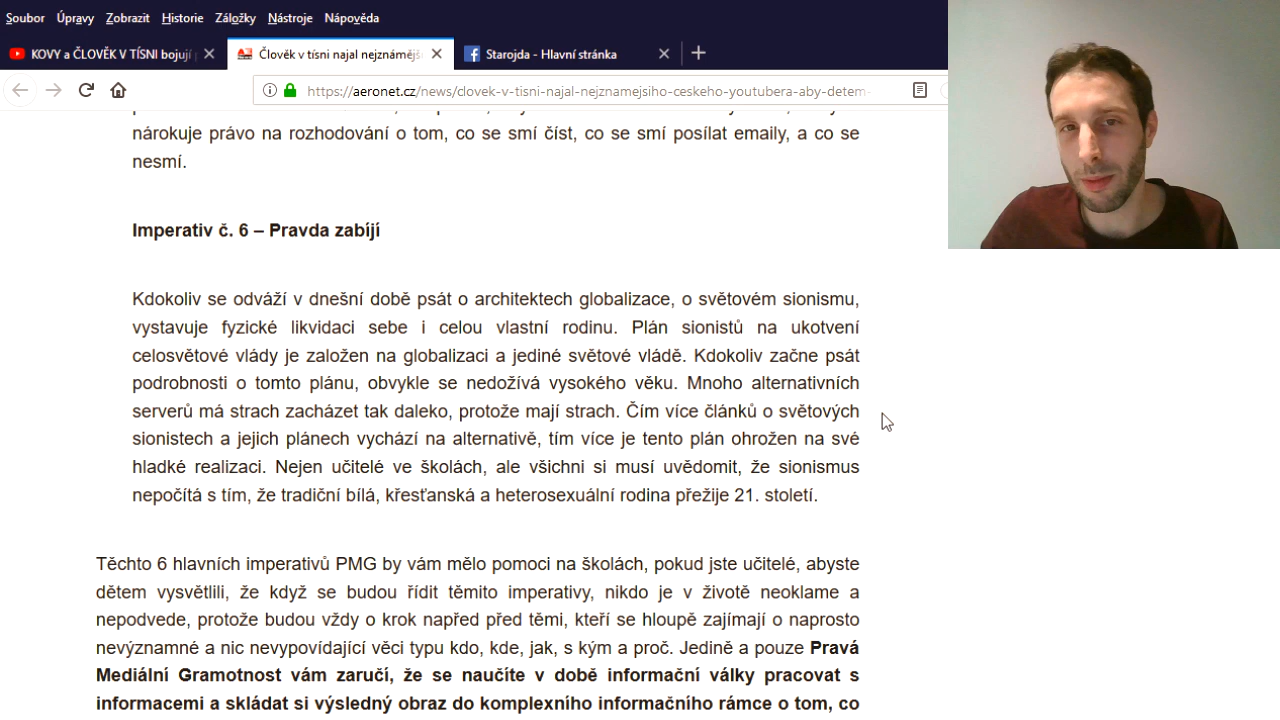 Soubor Úpravy Zobrazit Historie Záložky Nástroje Nápověda
KOVY a ČLOVĚK V TÍSNI bojují
Člověk v tísni najal nejznámějš
Starojda - Hlavní stránka
https://aeronet.cz/news/clovek-v-tisni-najal-nejznamejsiho-ceskeho-youtubera-aby-detem-
nárokuje právo na rozhodování o tom, co se smí číst, co se smí posílat emaily, a co se
nesmí.
Imperativ č. 6 – Pravda zabíjí
Kdokoliv se odváží v dnešní době psát o architektech globalizace, o světovém sionismu,
vystavuje fyzické likvidaci sebe i celou vlastní rodinu. Plán sionistů na ukotvení
celosvětové vlády je založen na globalizaci a jediné světové vládě. Kdokoliv začne psát
podrobnosti o tomto plánu, obvykle se nedožívá vysokého věku. Mnoho alternativních
serverů má strach zacházet tak daleko, protože mají strach. Čím více článků o světových
sionistech a jejich plánech vychází na alternativě, tím více je tento plán ohrožen na své
hladké realizaci. Nejen učitelé ve školách, ale všichni si musí uvědomit, že sionismus
nepočítá s tím, že tradiční bílá, křesťanská a heterosexuální rodina přežije 21. století.
Těchto 6 hlavních imperativů PMG by vám mělo pomoci na školách, pokud jste učitelé, abyste
dětem vysvětlili, že když se budou řídit těmito imperativy, nikdo je v životě neoklame a
nepodvede, protože budou vždy o krok napřed před těmi, kteří se hloupě zajímají o naprosto
nevýznamné a nic nevypovídající věci typu kdo, kde, jak, s kým a proč. Jedině a pouze Pravá
Mediální Gramotnost vám zaručí, že se naučíte v době informační války pracovat s
informacemi a skládat si výsledný obraz do komplexního informačního rámce o tom, co